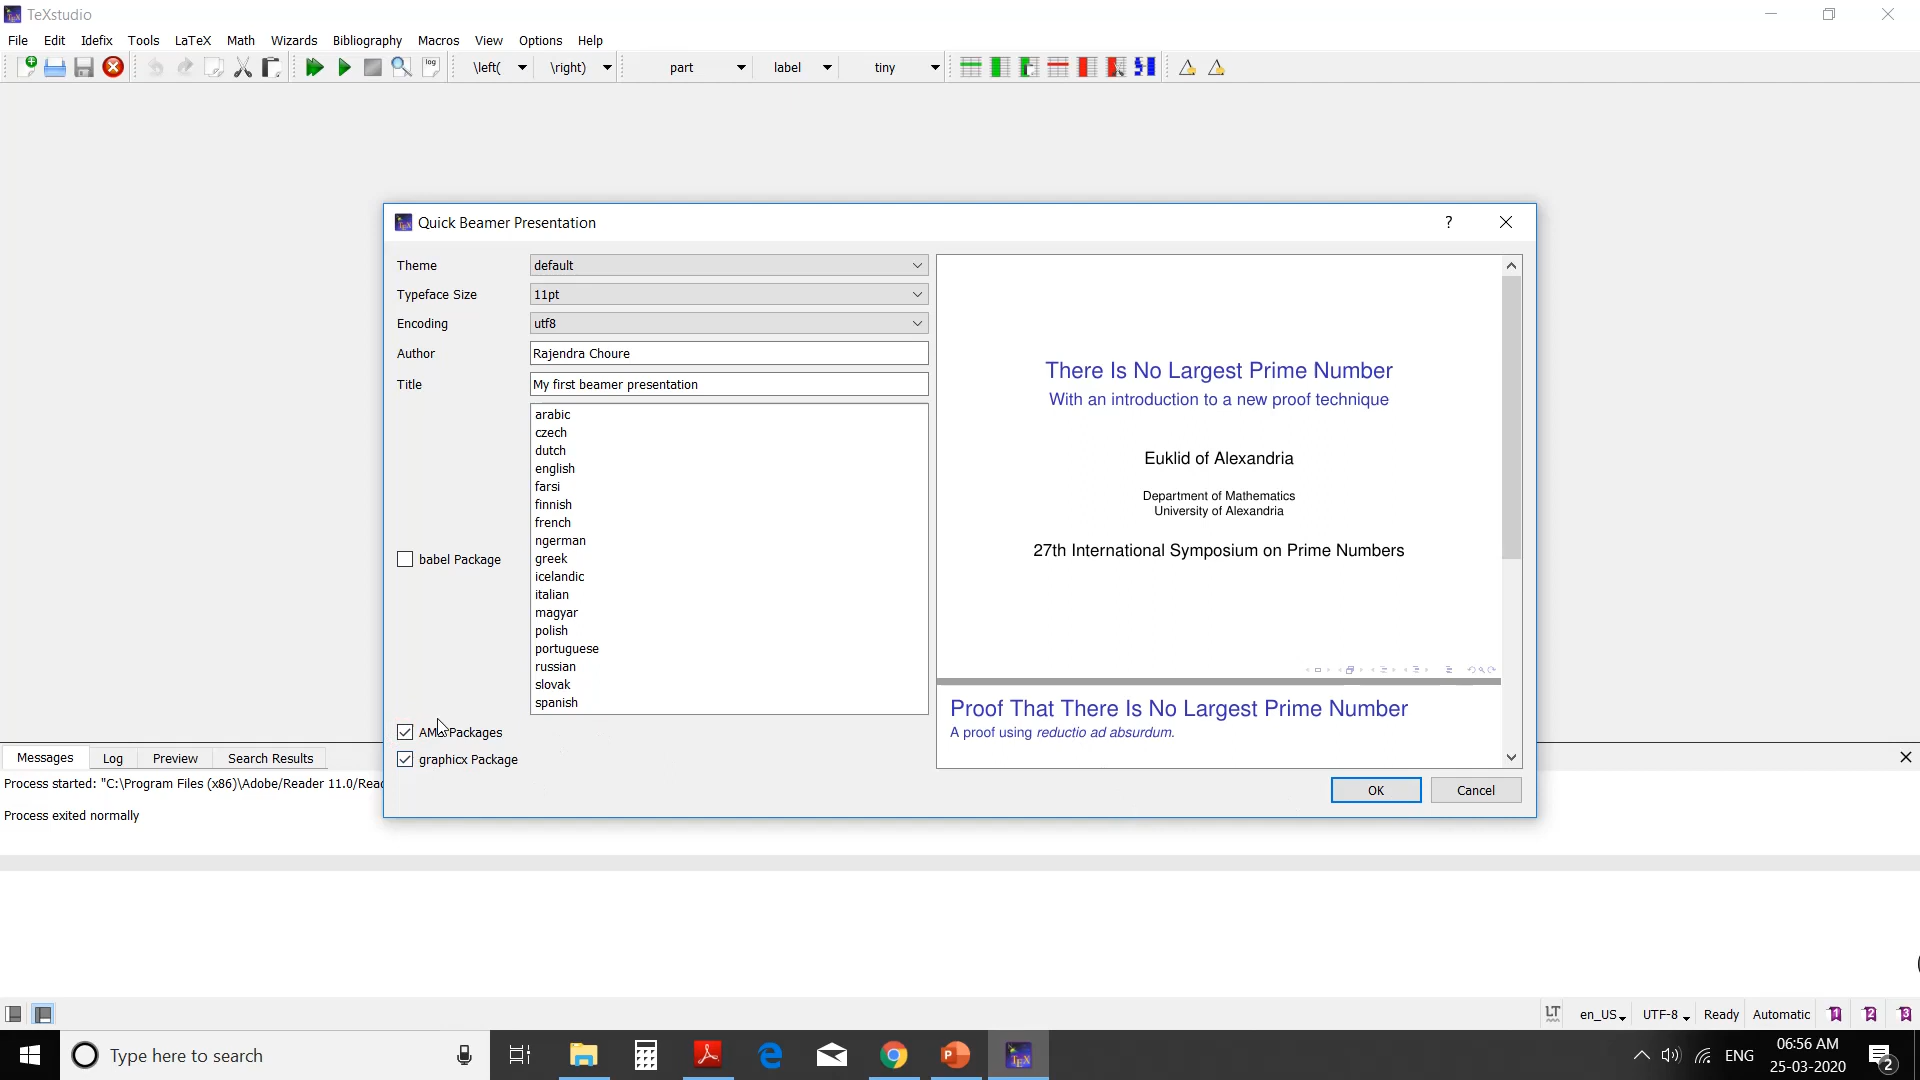 TeXstudio
File Edit Idefix Tools LaTeX Math Wizards Bibliography Macros View Options Help
log \left( \right) part label tiny
Quick Beamer Presentation ?
Theme default
Typeface Size 11pt
Encoding utf8
Author Rajendra Choure
Title My first beamer presentation
arabic
czech
dutch
english
farsi
finnish
french
ngerman
babel Package greek
icelandic
italian
magyar
polish
portuguese
russian
slovak
spanish
Packages
graphicx Package
There Is No Largest Prime Number
With an introduction to a new proof technique
Euklid of Alexandria
Department of Mathematics
University of Alexandria
27th International Symposium on Prime Numbers
Proof That There Is No Largest Prime Number
A proof using reductio ad absurdum.
OK Cancel
Messages Log Preview Search Results
Process started: "C:\Program Files (x86)\Adobe/Reader 11.0/Read
Process exited normally
LT en_US UTF-8 Ready Automatic 1 2 3
Type here to search
ENG 06:56 AM
25-03-2020 2